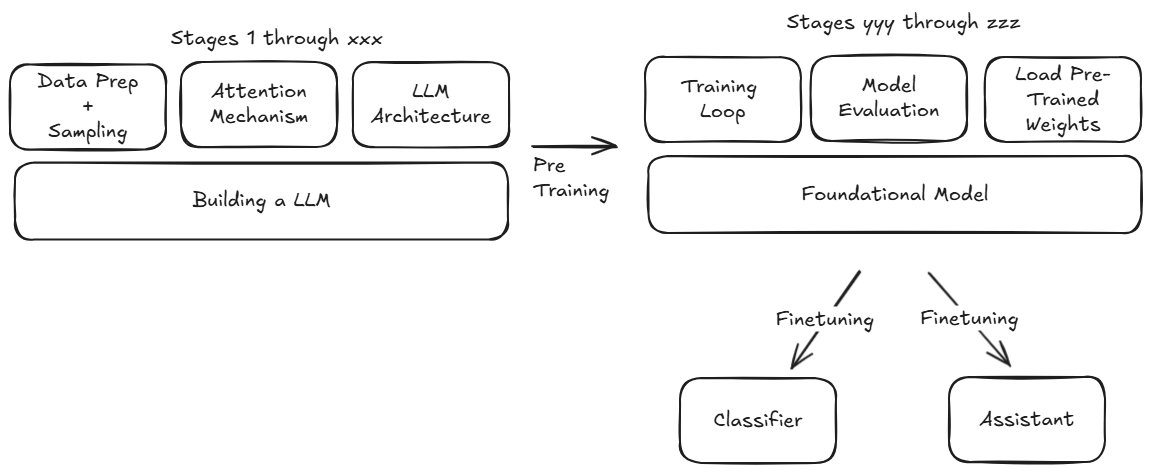 Stages 1 through xxx
Data Prep
+
Sampling
Attention
Mechanism
LLM
Architecture
Building a LLM
Pre
Training
Stages yyy through zzz
Training
Loop
Model
Evaluation
Load Pre-
Trained
Weights
Foundational Model
Finetuning
Finetuning
Classifier
Assistant